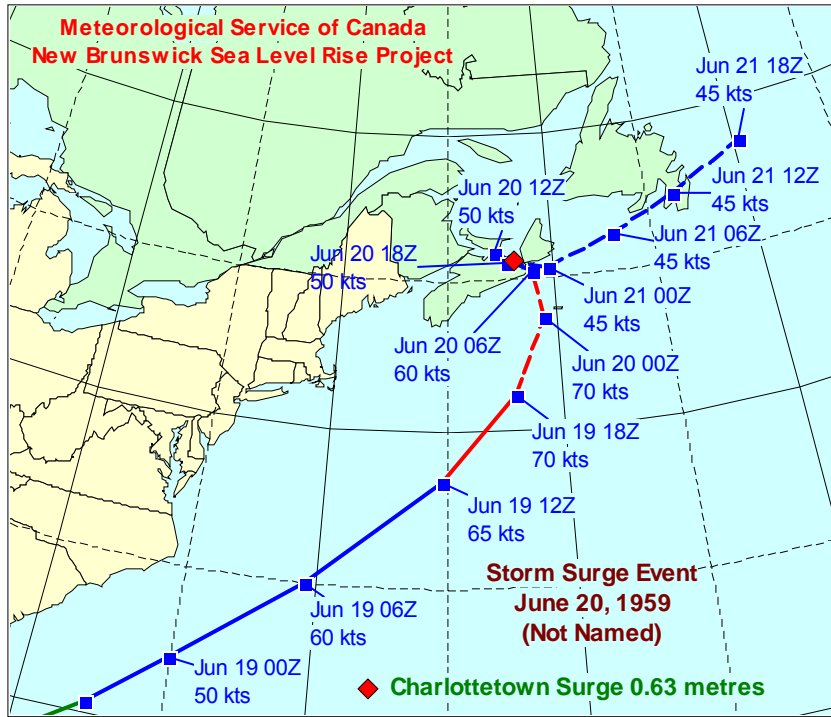 Meteorological Service of Canada
New Brunswick Sea Level Rise Project
Jun 21 18Z
45 kts
Jun 20 12Z
50 kts
Jun 21 12Z
45 kts
Jun 20 18Z
50 kts
Jun 21 06Z
45 kts
Jun 21 00Z
45 kts
Jun 20 06Z
60 kts
Jun 20 00Z
70 kts
Jun 19 18Z
70 kts
Jun 19 12Z
65 kts
Storm Surge Event
June 20, 1959
(Not Named)
Jun 19 06Z
60 kts
Jun 19 00Z
50 kts
Charlottetown Surge 0.63 metres